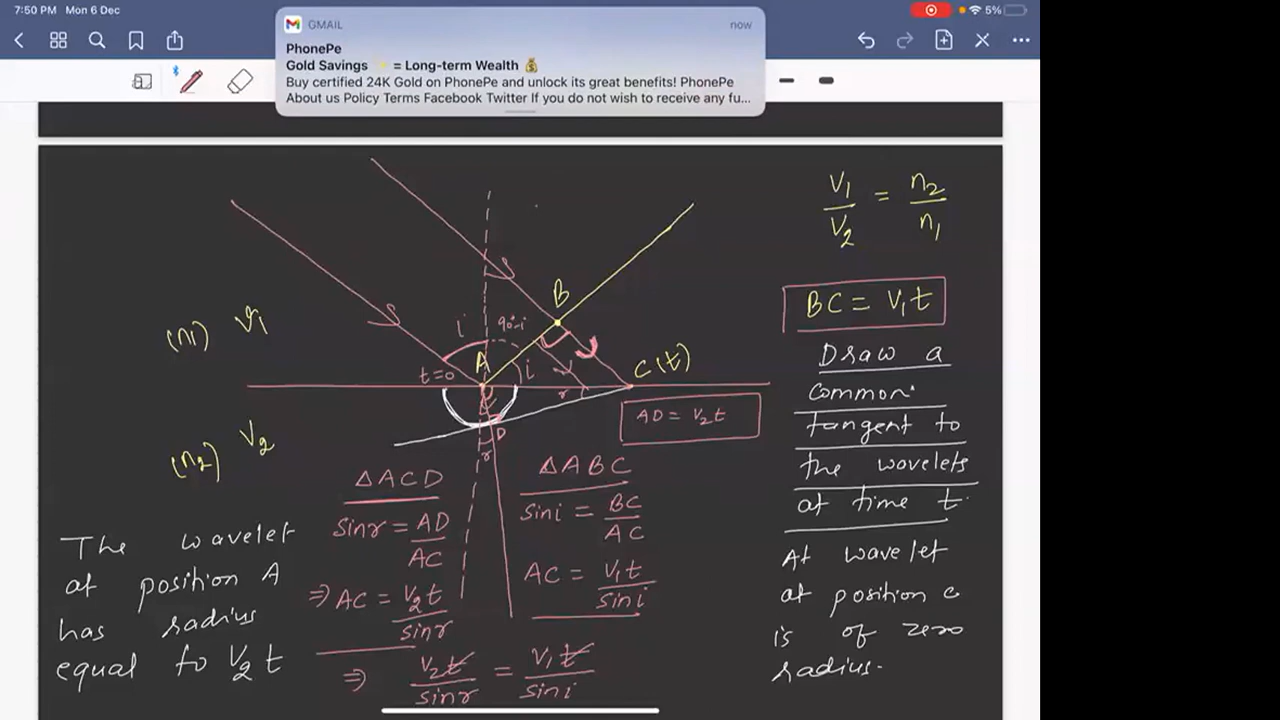 7:50 PM Mon 6 Dec
5%
GMAIL
now
PhonePe
Gold Savings ✨ = Long-term Wealth 💰
Buy certified 24K Gold on PhonePe and unlock its great benefits! PhonePe
About us Policy Terms Facebook Twitter If you do not wish to receive any fu...
V₁/V₂ = n₂/n₁
BC = V₁t
Draw a
common
tangent to
the wavelets
at time t.
At wavelet
at position c
is of zero
radius.
(n1) V1
(n2) V2
i
90-i
B
A
t=0
i
C(t)
r
r
D
r
AD = V₂t
△ACD
sinr = AD/AC
⇒ AC = V₂t/sinr
⇒ V₂t/sinr = V₁t/sini
△ABC
sini = BC/AC
AC = V₁t/sini
The wavelet
at position A
has radius
equal to V₂t